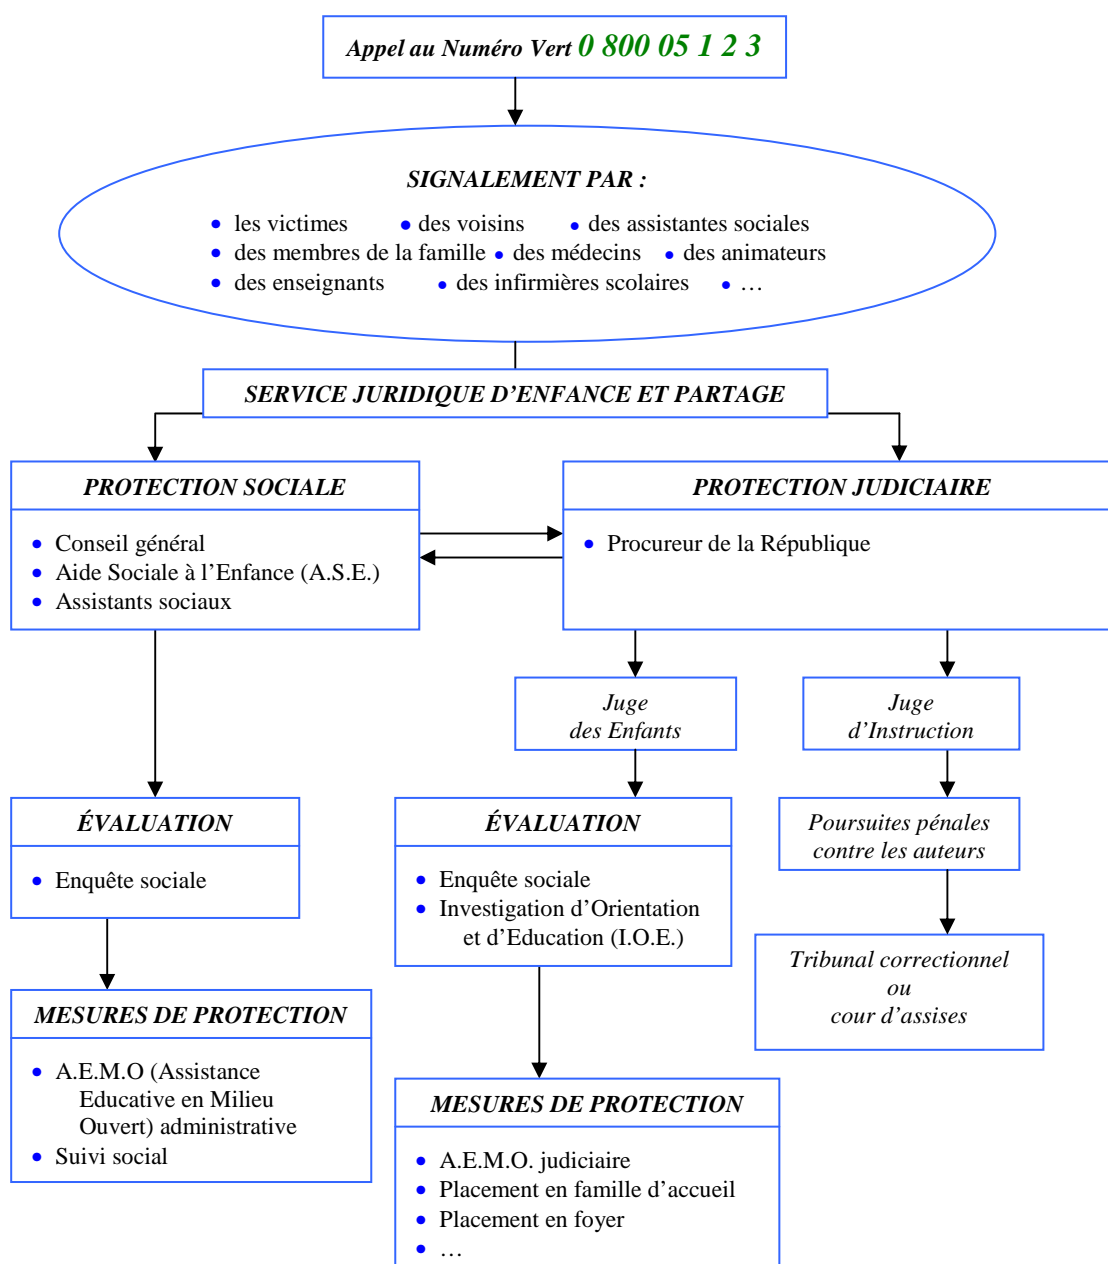 Appel au Numéro Vert 0 800 05 1 2 3
SIGNALEMENT PAR :
• les victimes • des voisins • des assistantes sociales
• des membres de la famille • des médecins • des animateurs
• des enseignants • des infirmières scolaires • …
SERVICE JURIDIQUE D’ENFANCE ET PARTAGE
PROTECTION SOCIALE
• Conseil général
• Aide Sociale à l’Enfance (A.S.E.)
• Assistants sociaux
PROTECTION JUDICIAIRE
• Procureur de la République
Juge
des Enfants
Juge
d’Instruction
ÉVALUATION
• Enquête sociale
ÉVALUATION
• Enquête sociale
• Investigation d’Orientation
et d’Education (I.O.E.)
Poursuites pénales
contre les auteurs
Tribunal correctionnel
ou
cour d’assises
MESURES DE PROTECTION
• A.E.M.O (Assistance
Educative en Milieu
Ouvert) administrative
• Suivi social
MESURES DE PROTECTION
• A.E.M.O. judiciaire
• Placement en famille d’accueil
• Placement en foyer
• …